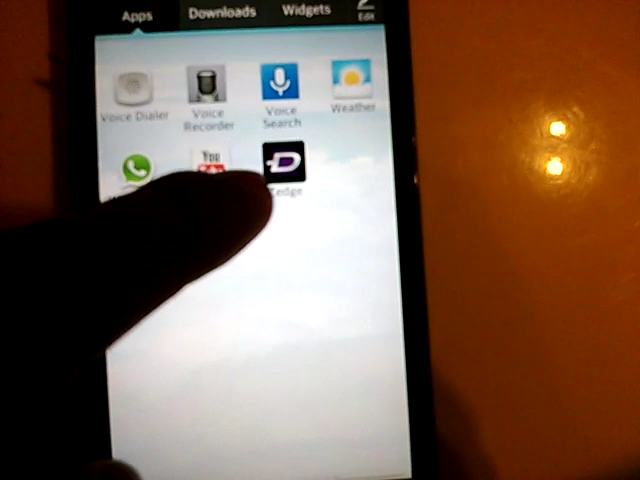 Apps Downloads Widgets Edit
Voice Dialer Voice Recorder Voice Search Weather
You
Zedge